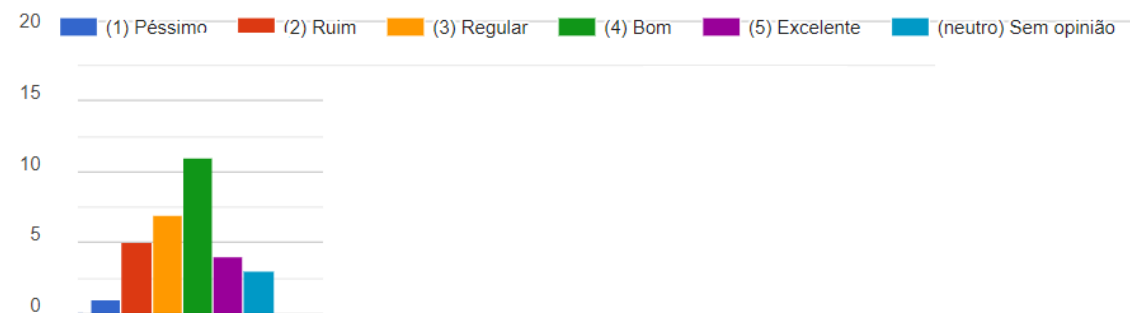 20 (1) Péssimo (2) Ruim (3) Regular (4) Bom (5) Excelente (neutro) Sem opinião
15
10
5
0